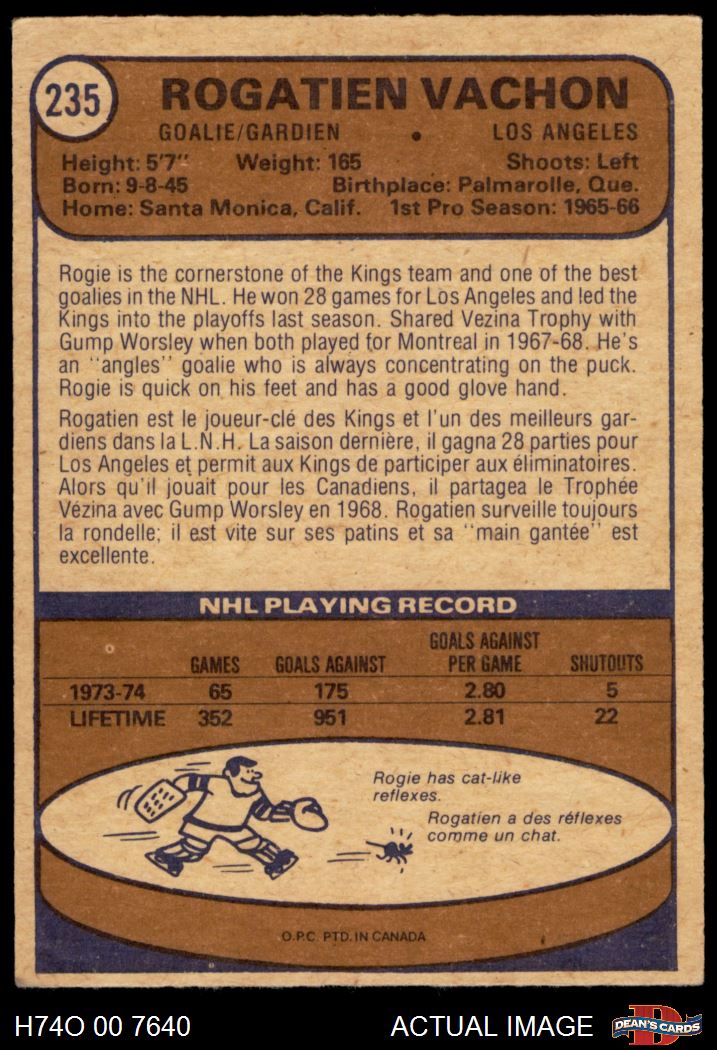 235
ROGATIEN VACHON
GOALIE/GARDIEN • LOS ANGELES
Height: 5'7" Weight: 165 Shoots: Left
Born: 9-8-45 Birthplace: Palmarolle, Que.
Home: Santa Monica, Calif. 1st Pro Season: 1965-66
Rogie is the cornerstone of the Kings team and one of the best
goalies in the NHL. He won 28 games for Los Angeles and led the
Kings into the playoffs last season. Shared Vezina Trophy with
Gump Worsley when both played for Montreal in 1967-68. He's
an "angles" goalie who is always concentrating on the puck.
Rogie is quick on his feet and has a good glove hand.
Rogatien est le joueur-clé des Kings et l'un des meilleurs gar-
diens dans la L.N.H. La saison dernière, il gagna 28 parties pour
Los Angeles et permit aux Kings de participer aux éliminatoires.
Alors qu'il jouait pour les Canadiens, il partagea le Trophée
Vézina avec Gump Worsley en 1968. Rogatien surveille toujours
la rondelle; il est vite sur ses patins et sa "main gantée" est
excellente.
NHL PLAYING RECORD
GAMES GOALS AGAINST GOALS AGAINST PER GAME SHUTOUTS
1973-74 65 175 2.80 5
LIFETIME 352 951 2.81 22
Rogie has cat-like
reflexes.
Rogatien a des réflexes
comme un chat.
O.P.C. PTD. IN CANADA
H74O 00 7640 ACTUAL IMAGE DEAN'S CARDS